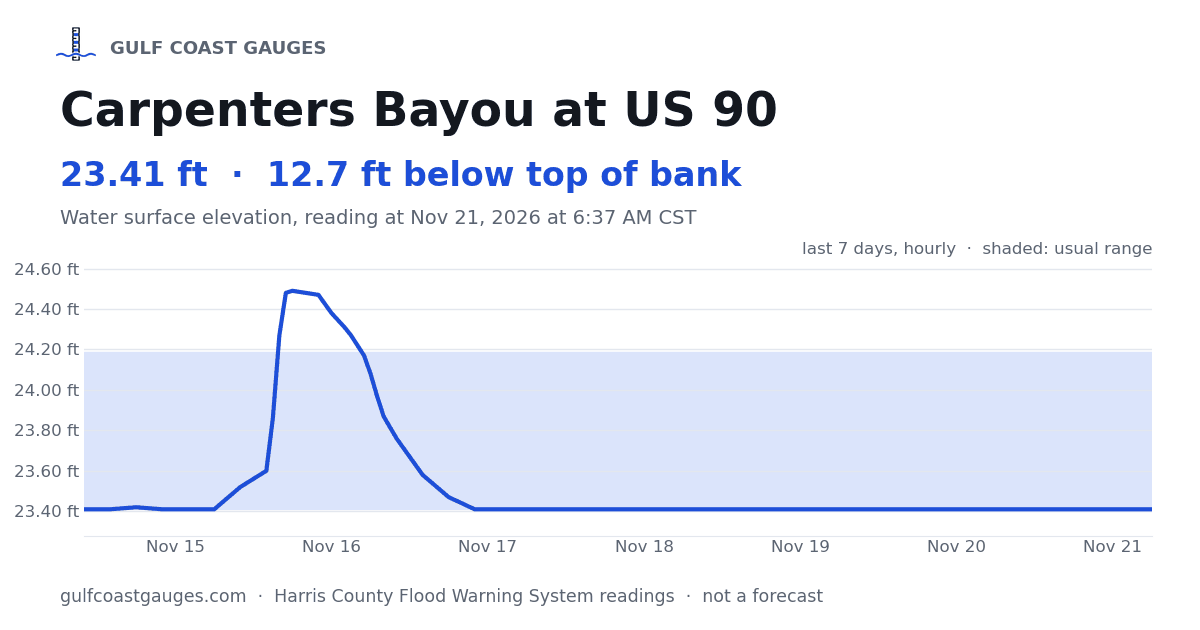 GULF COAST GAUGES
Carpenters Bayou at US 90
23.41 ft · 12.7 ft below top of bank
Water surface elevation, reading at Nov 21, 2026 at 6:37 AM CST
last 7 days, hourly · shaded: usual range
24.60 ft
24.40 ft
24.20 ft
24.00 ft
23.80 ft
23.60 ft
23.40 ft
Nov 15 Nov 16 Nov 17 Nov 18 Nov 19 Nov 20 Nov 21
gulfcoastgauges.com · Harris County Flood Warning System readings · not a forecast